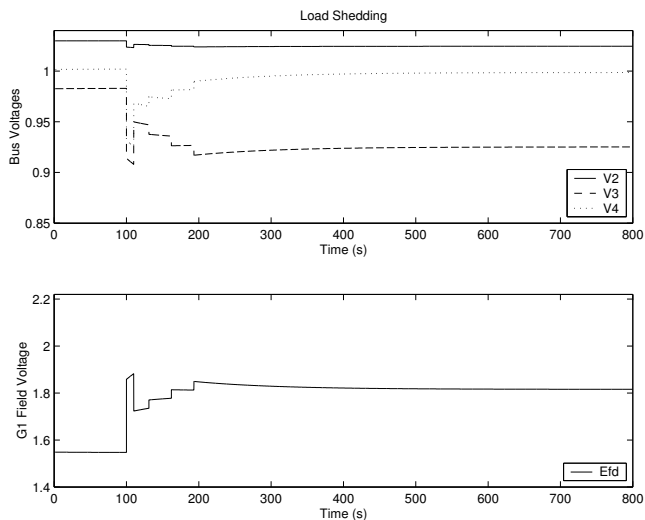 Load Shedding
Bus Voltages
1
0.95
0.9
0.85
0 100 200 300 400 500 600 700 800
Time (s)
V2
V3
V4
G1 Field Voltage
2.2
2
1.8
1.6
1.4
0 100 200 300 400 500 600 700 800
Time (s)
Efd